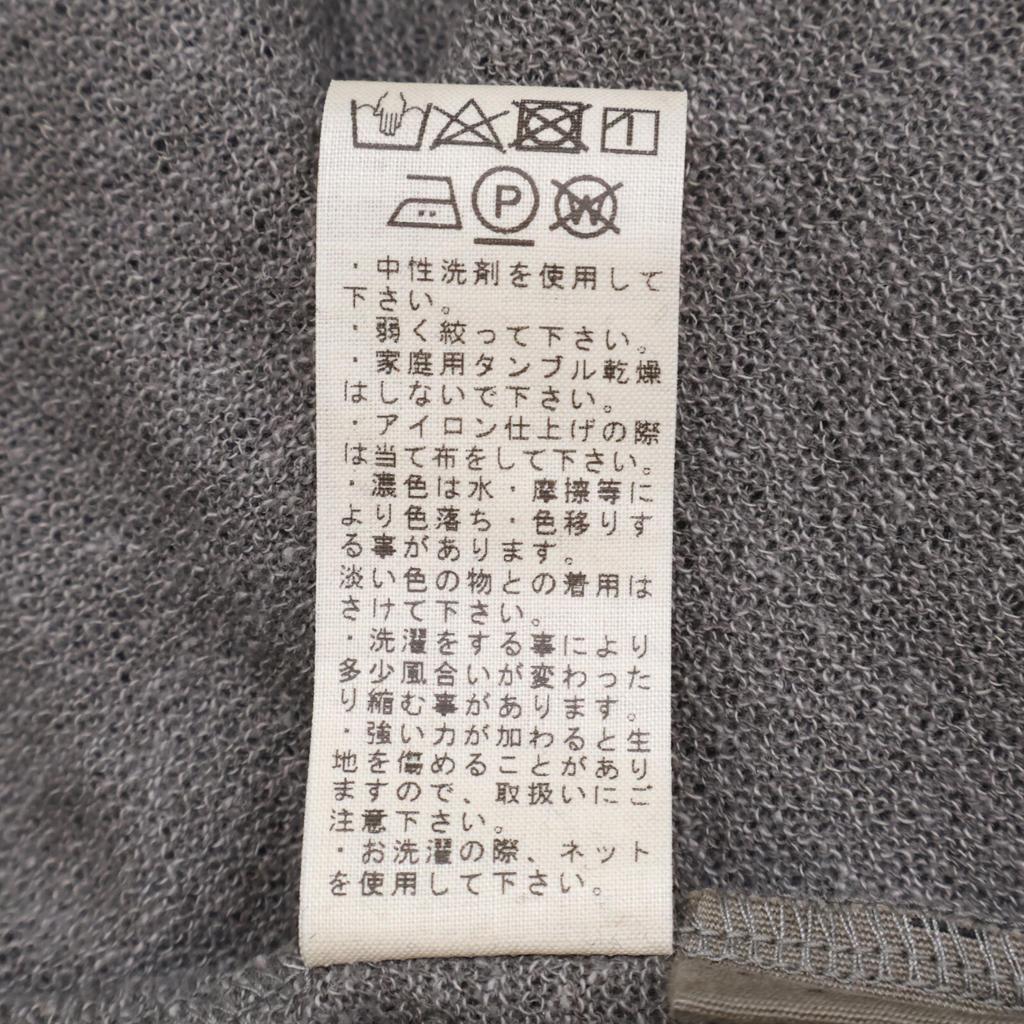 P W
・中性洗剤を使用して
下さい。
・弱く絞って下さい。
・家庭用タンブル乾燥
はしないで下さい。
・アイロン仕上げの際
は当て布をして下さい。
・濃色は水・摩擦等に
より色落ち・色移りす
る事があります。
淡い色の物との着用は
さけて下さい。
・洗濯をする事により
多少風合いが変わった
り縮む事があります。
・強い力が加わると生
地を傷めることがあり
ますので、取扱いにご
注意下さい。
・お洗濯の際、ネット
を使用して下さい。